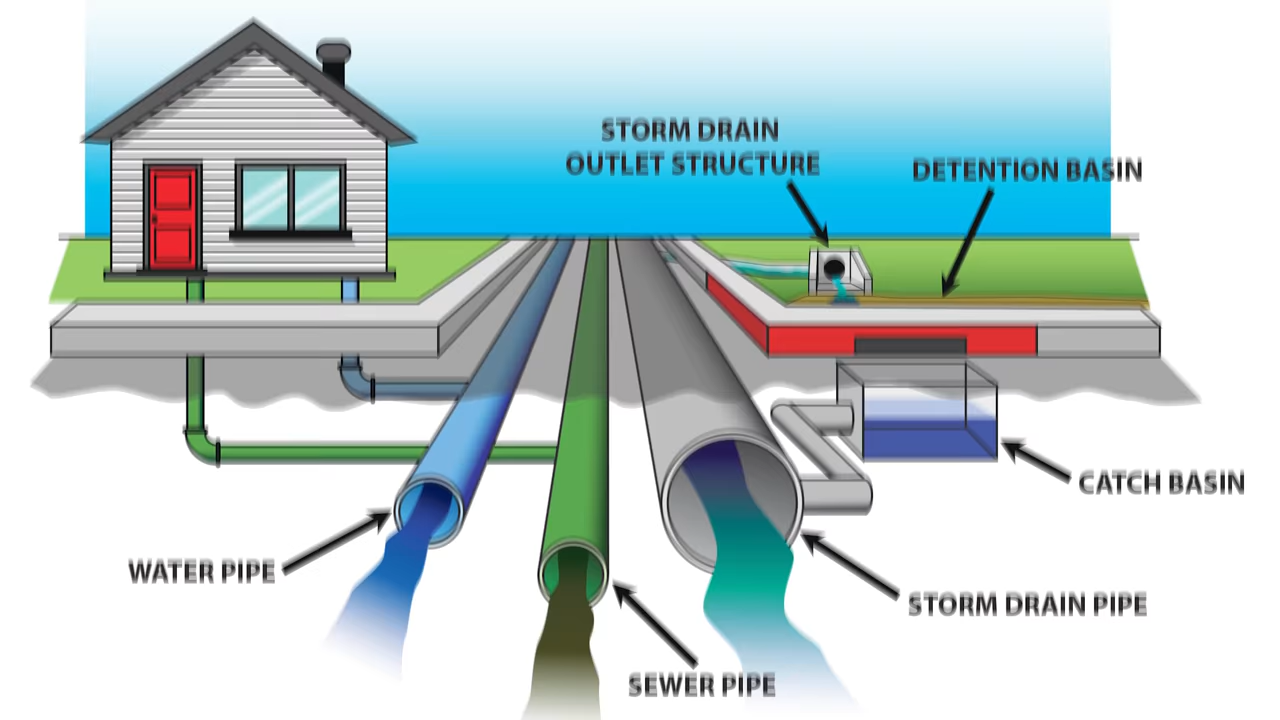 STORM DRAIN
OUTLET STRUCTURE
DETENTION BASIN
CATCH BASIN
WATER PIPE
STORM DRAIN PIPE
SEWER PIPE